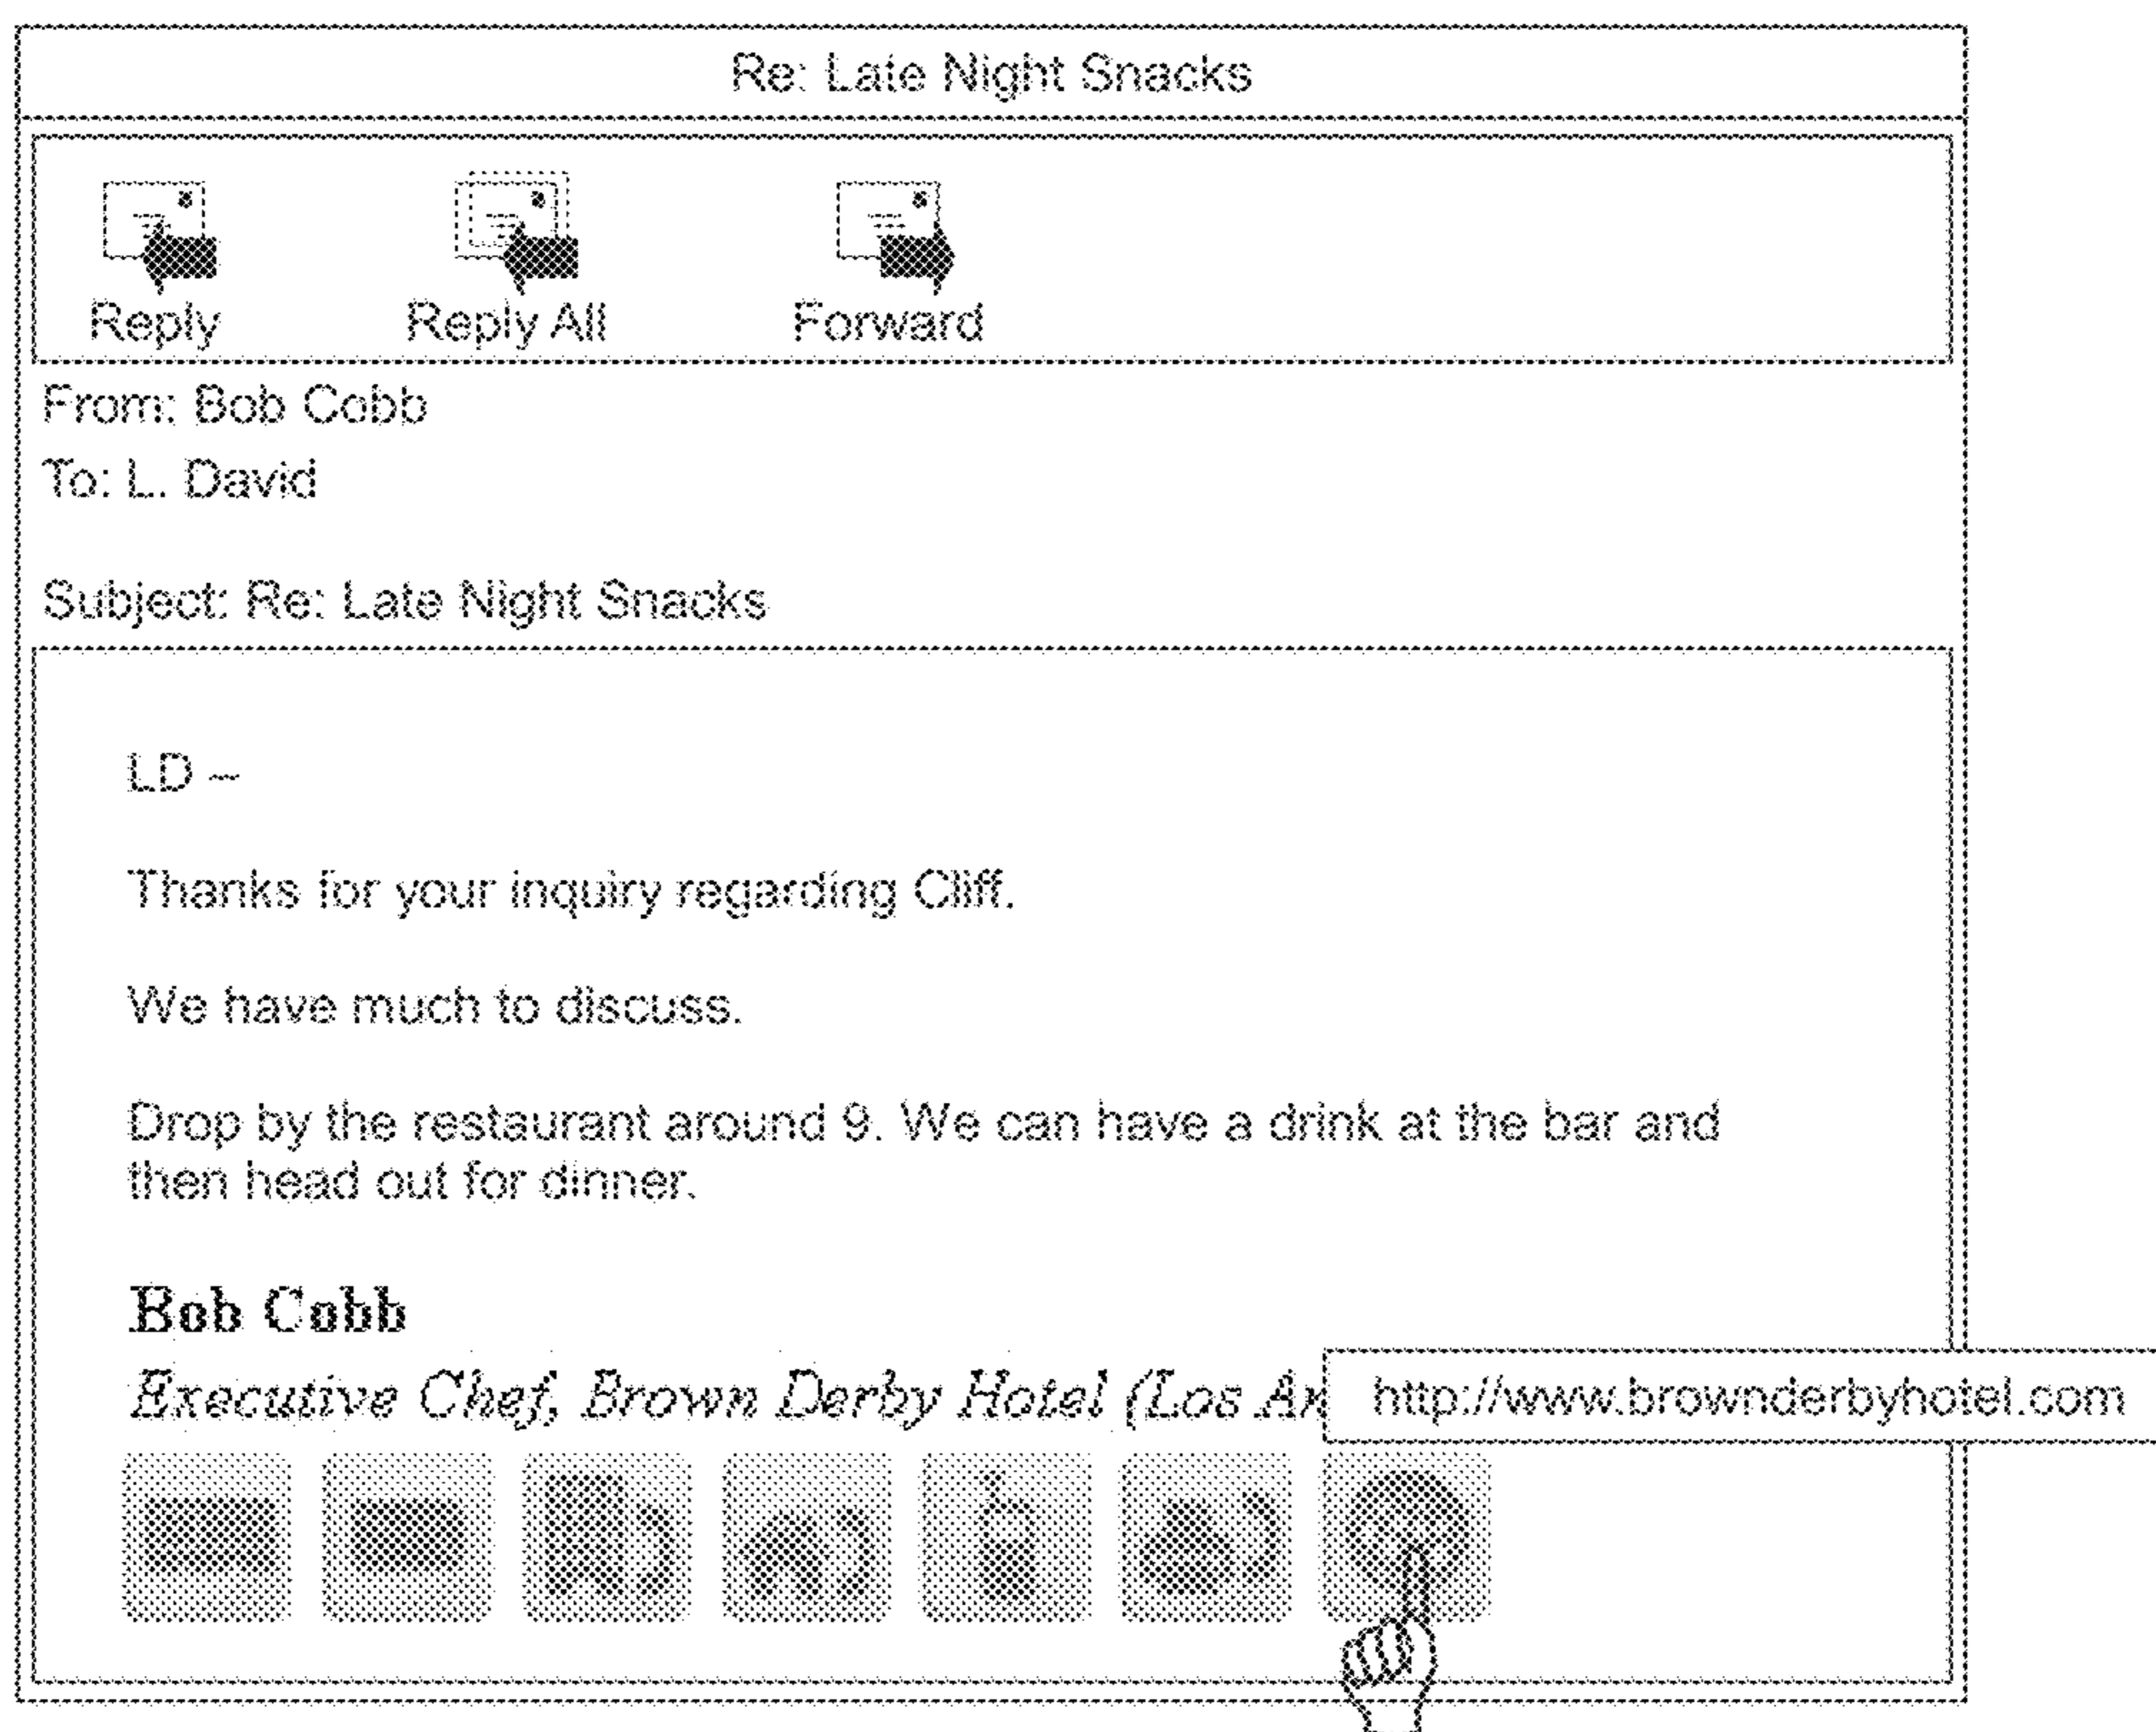 Re: Late Night Snacks
Reply
Reply All
Forward
From: Bob Cobb
To: L. David
Subject: Re: Late Night Snacks
LD –
Thanks for your inquiry regarding Cliff.
We have much to discuss.
Drop by the restaurant around 9. We can have a drink at the bar and
then head out for dinner.
Bob Cobb
Executive Chef, Brown Derby Hotel (Los
http://www.brownderbyhotel.com